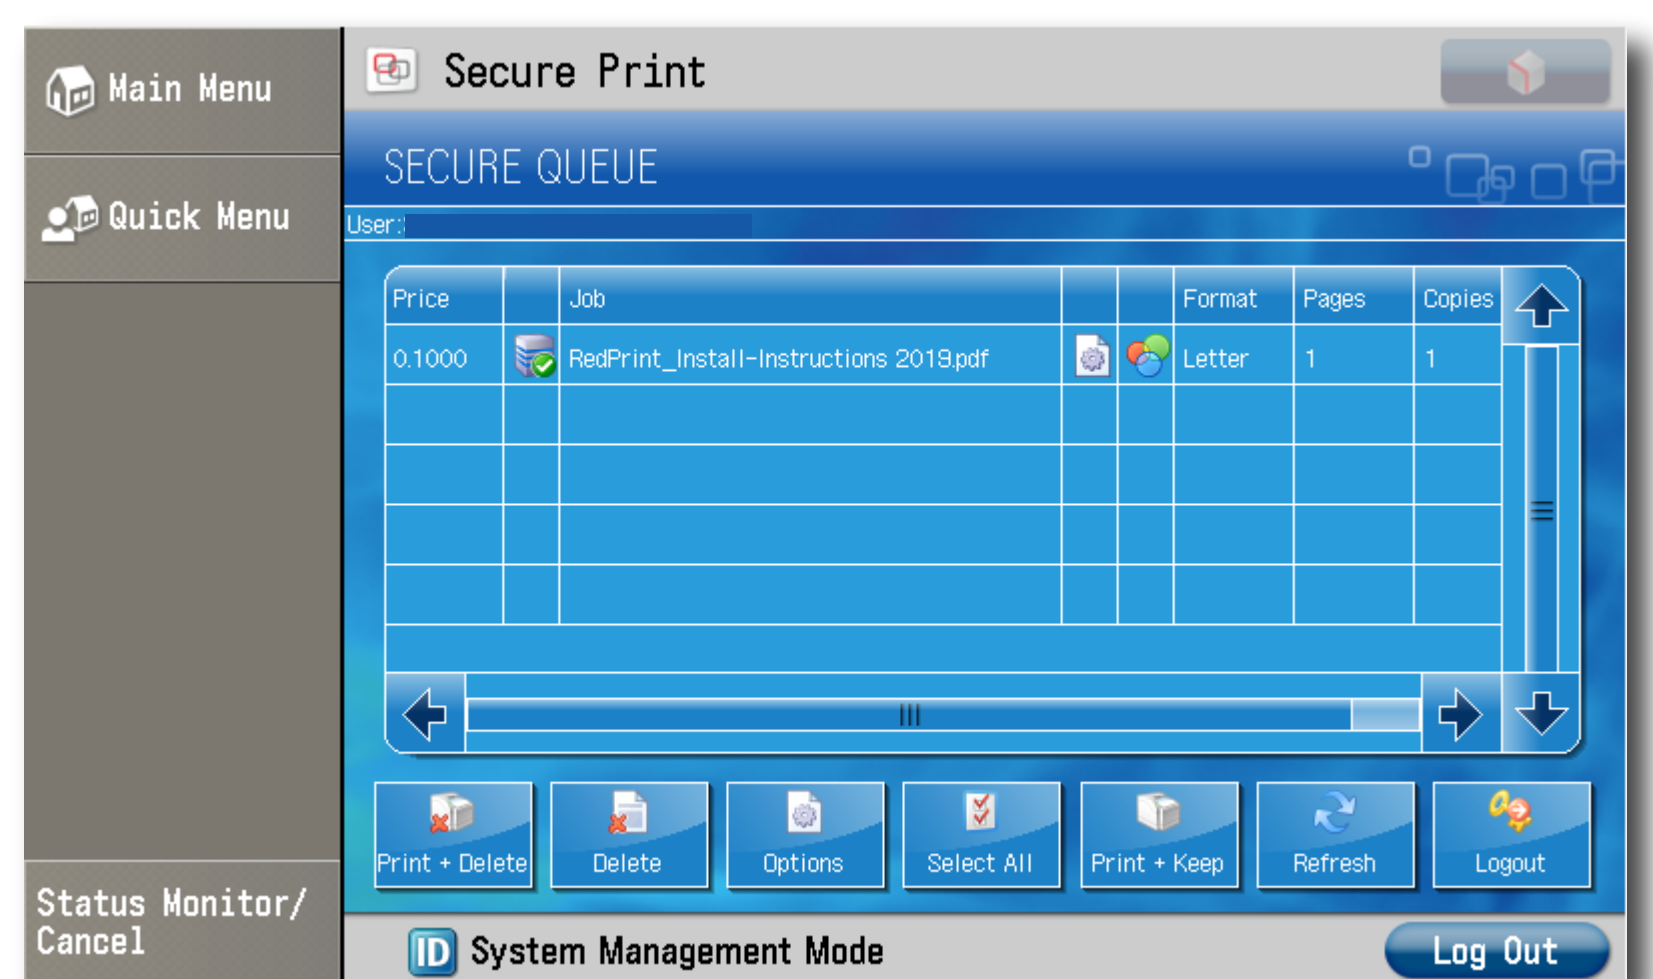 Main Menu
Secure Print
SECURE QUEUE
Quick Menu
User:
Price Job Format Pages Copies
0.1000 RedPrint_Install-Instructions 2019.pdf Letter 1 1
Print + Delete Delete Options Select All Print + Keep Refresh Logout
Status Monitor/
Cancel
ID System Management Mode Log Out